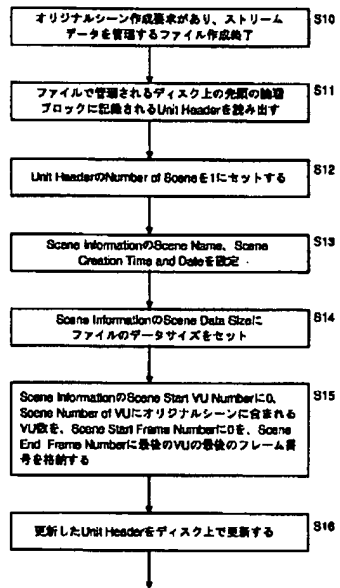 オリジナルシーン作成要求があり、ストリーム
データを管理するファイル作成終了
S10
ファイルで管理されるディスク上の先頭の論理
ブロックに記録されるUnit Headerを読み出す
S11
Unit HeaderのNumber of Sceneを1にセットする
S12
Scene InformationのScene Name、Scene
Creation Time and Dateを設定
S13
Scene InformationのScene Data Sizeに
ファイルのデータサイズをセット
S14
Scene InformationのScene Start VU Numberに0、
Scene Number of VUにオリジナルシーンに含まれる
VU数を、Scene Start Frame Numberに0を、Scene
End Frame Numberに最後のVUの最後のフレーム番
号を格納する
S15
更新したUnit Headerをディスク上で更新する
S16